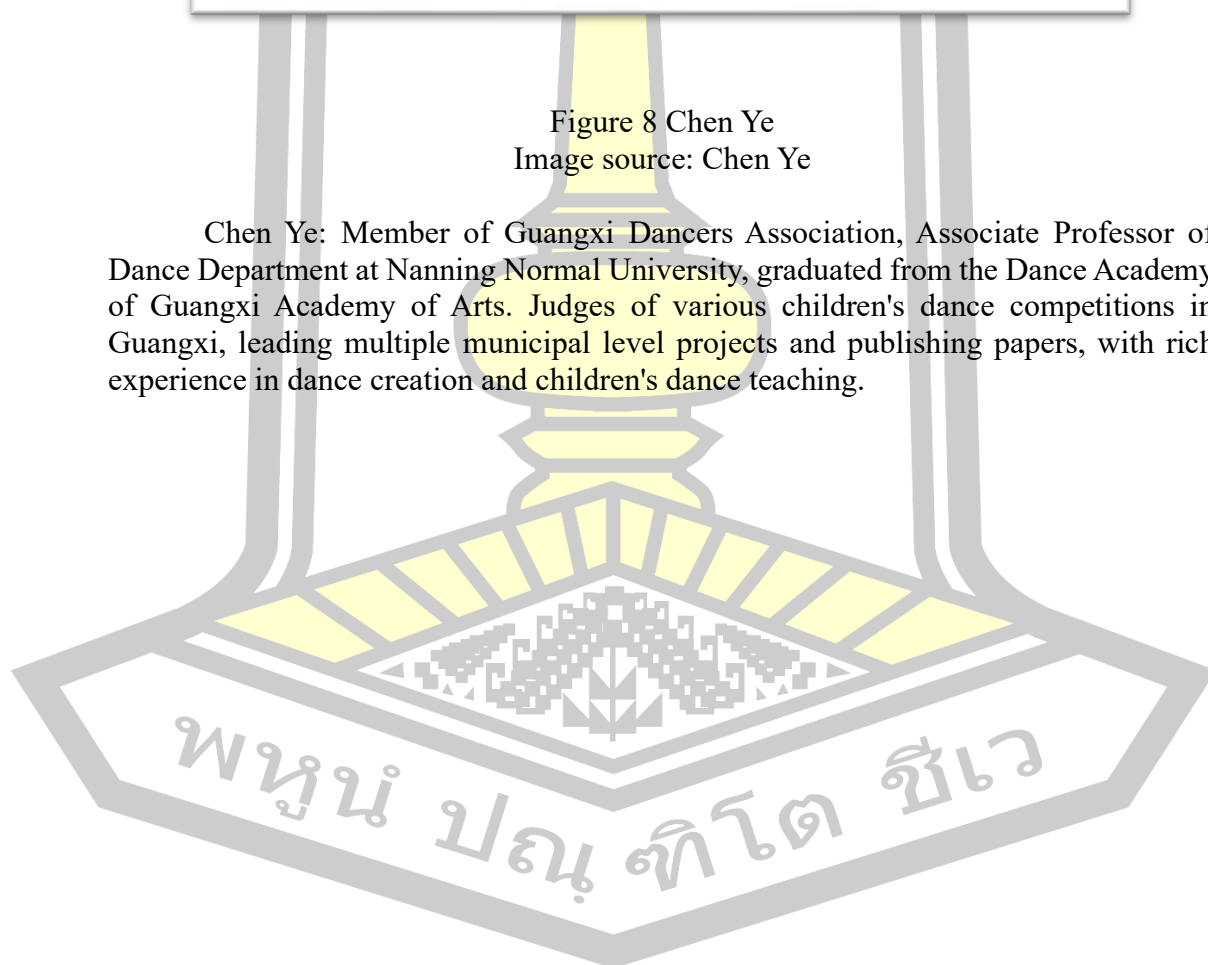 Figure 8 Chen Ye
Image source: Chen Ye
Chen Ye: Member of Guangxi Dancers Association, Associate Professor of
Dance Department at Nanning Normal University, graduated from the Dance Academy
of Guangxi Academy of Arts. Judges of various children's dance competitions in
Guangxi, leading multiple municipal level projects and publishing papers, with rich
experience in dance creation and children's dance teaching.
พหูนํ ปณฺ ฑิโต ชีเว